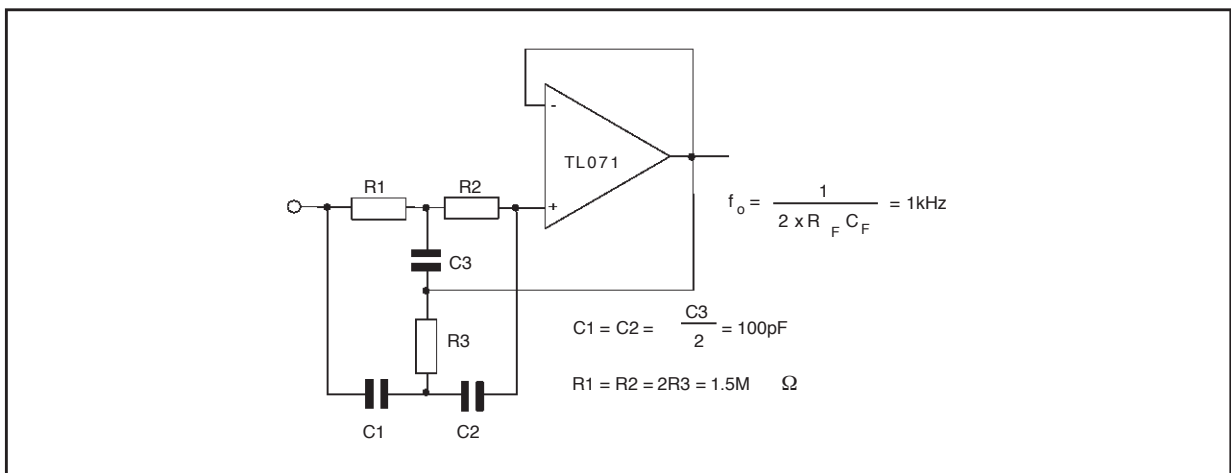 -
TL071
R1
R2
+
f o = 1 / 2 x R F C F = 1kHz
C3
C1 = C2 = C3 / 2 = 100pF
R3
R1 = R2 = 2R3 = 1.5M Ω
C1
C2